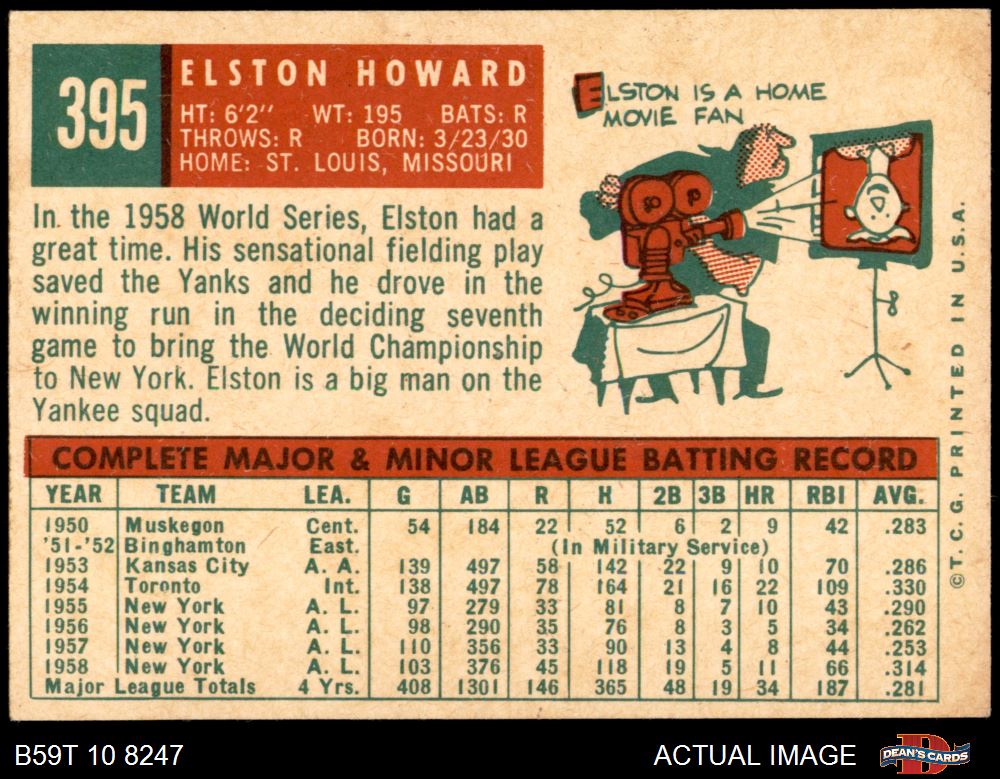 395
ELSTON HOWARD
HT: 6'2" WT: 195 BATS: R
THROWS: R BORN: 3/23/30
HOME: ST. LOUIS, MISSOURI
ELSTON IS A HOME
MOVIE FAN
In the 1958 World Series, Elston had a
great time. His sensational fielding play
saved the Yanks and he drove in the
winning run in the deciding seventh
game to bring the World Championship
to New York. Elston is a big man on the
Yankee squad.
COMPLETE MAJOR & MINOR LEAGUE BATTING RECORD
YEAR TEAM LEA. G AB R H 2B 3B HR RBI AVG.
1950 Muskegon Cent. 54 184 22 52 6 2 9 42 .283
'51-'52 Binghamton East. (In Military Service)
1953 Kansas City A. A. 139 497 58 142 22 9 10 70 .286
1954 Toronto Int. 138 497 78 164 21 16 22 109 .330
1955 New York A. L. 97 279 33 81 8 7 10 43 .290
1956 New York A. L. 98 290 35 76 8 3 5 34 .262
1957 New York A. L. 110 356 33 90 13 4 8 44 .253
1958 New York A. L. 103 376 45 118 19 5 11 66 .314
Major League Totals 4 Yrs. 408 1301 146 365 48 19 34 187 .281
©T. C. G. PRINTED IN U.S.A.
B59T 10 8247
ACTUAL IMAGE
DEAN'S CARDS